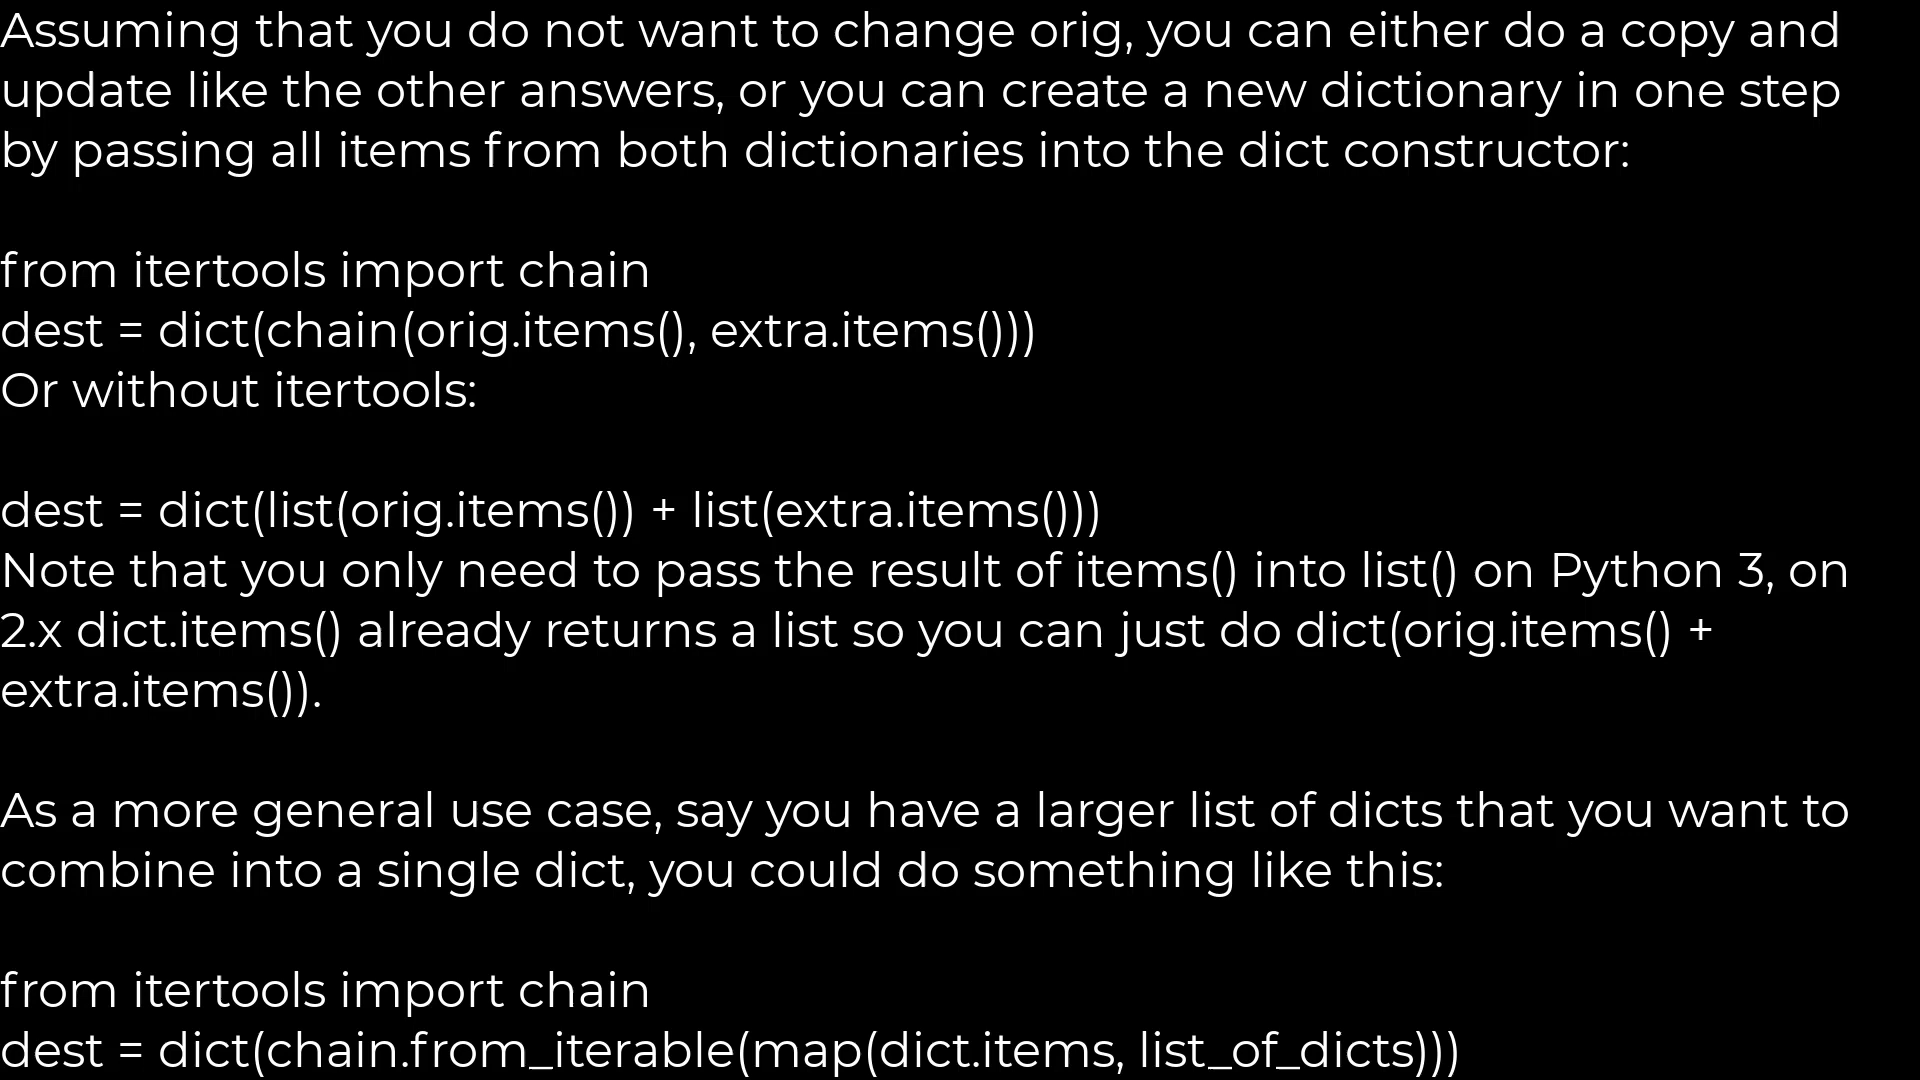 Assuming that you do not want to change orig, you can either do a copy and
update like the other answers, or you can create a new dictionary in one step
by passing all items from both dictionaries into the dict constructor:
from itertools import chain
dest = dict(chain(orig.items(), extra.items()))
Or without itertools:
dest = dict(list(orig.items()) + list(extra.items()))
Note that you only need to pass the result of items() into list() on Python 3, on
2.x dict.items() already returns a list so you can just do dict(orig.items() +
extra.items()).
As a more general use case, say you have a larger list of dicts that you want to
combine into a single dict, you could do something like this:
from itertools import chain
dest = dict(chain.from_iterable(map(dict.items, list_of_dicts)))